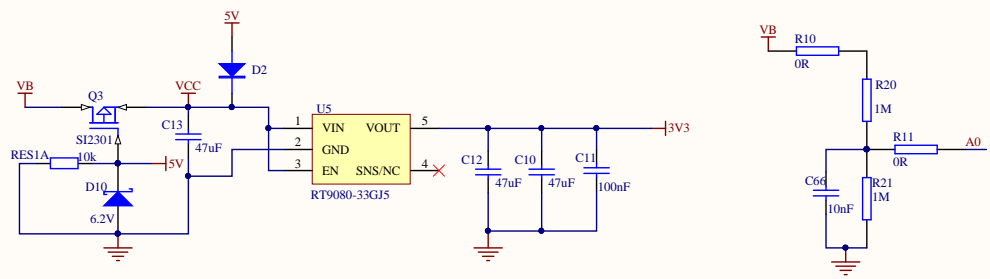 5V
D2
VB
Q3
SI2301
VCC
C13
47uF
RES1A
10k
5V
D10
6.2V
U5
1
VIN
VOUT
5
2
GND
3
EN
SNS/NC
4
RT9080-33GJ5
3V3
C12
47uF
C10
47uF
C11
100nF
VB
R10
0R
R20
1M
R11
0R
A0
C66
10nF
R21
1M